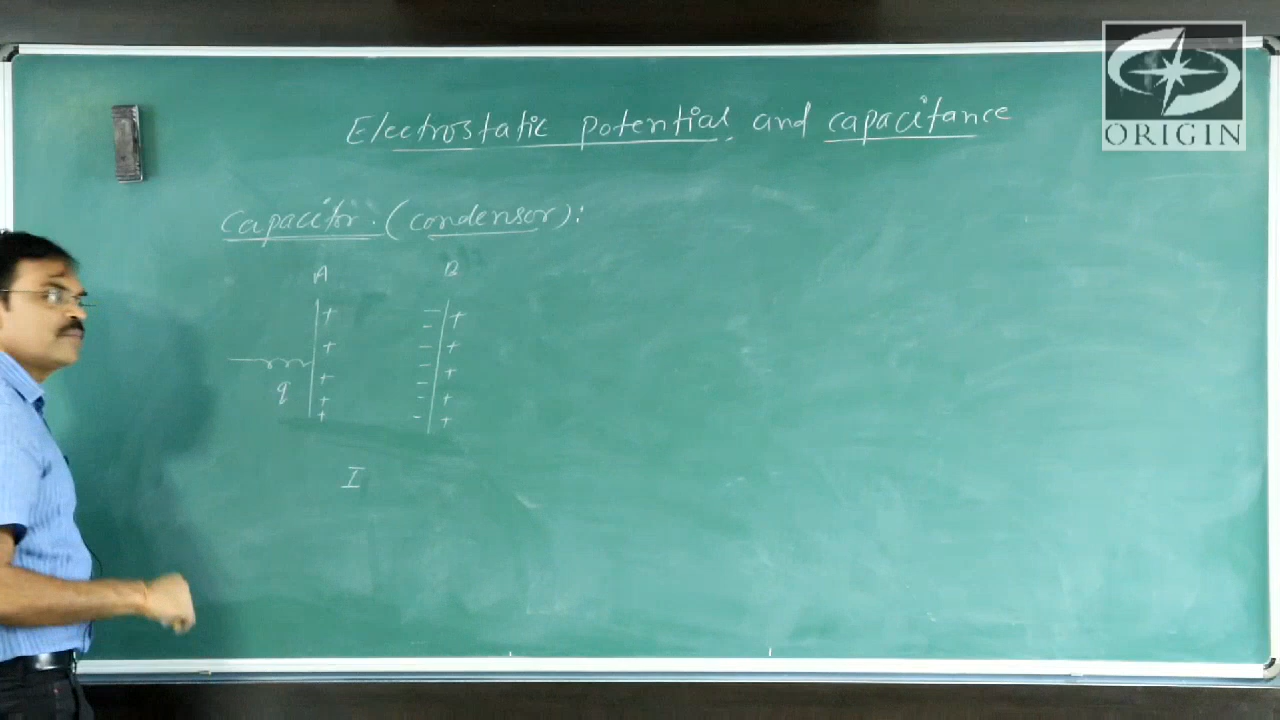 ORIGIN
Electrostatic potential and capacitance
Capacitor. (condensor):
A B
+ - +
+ - +
q + - +
+ - +
+ - +
I